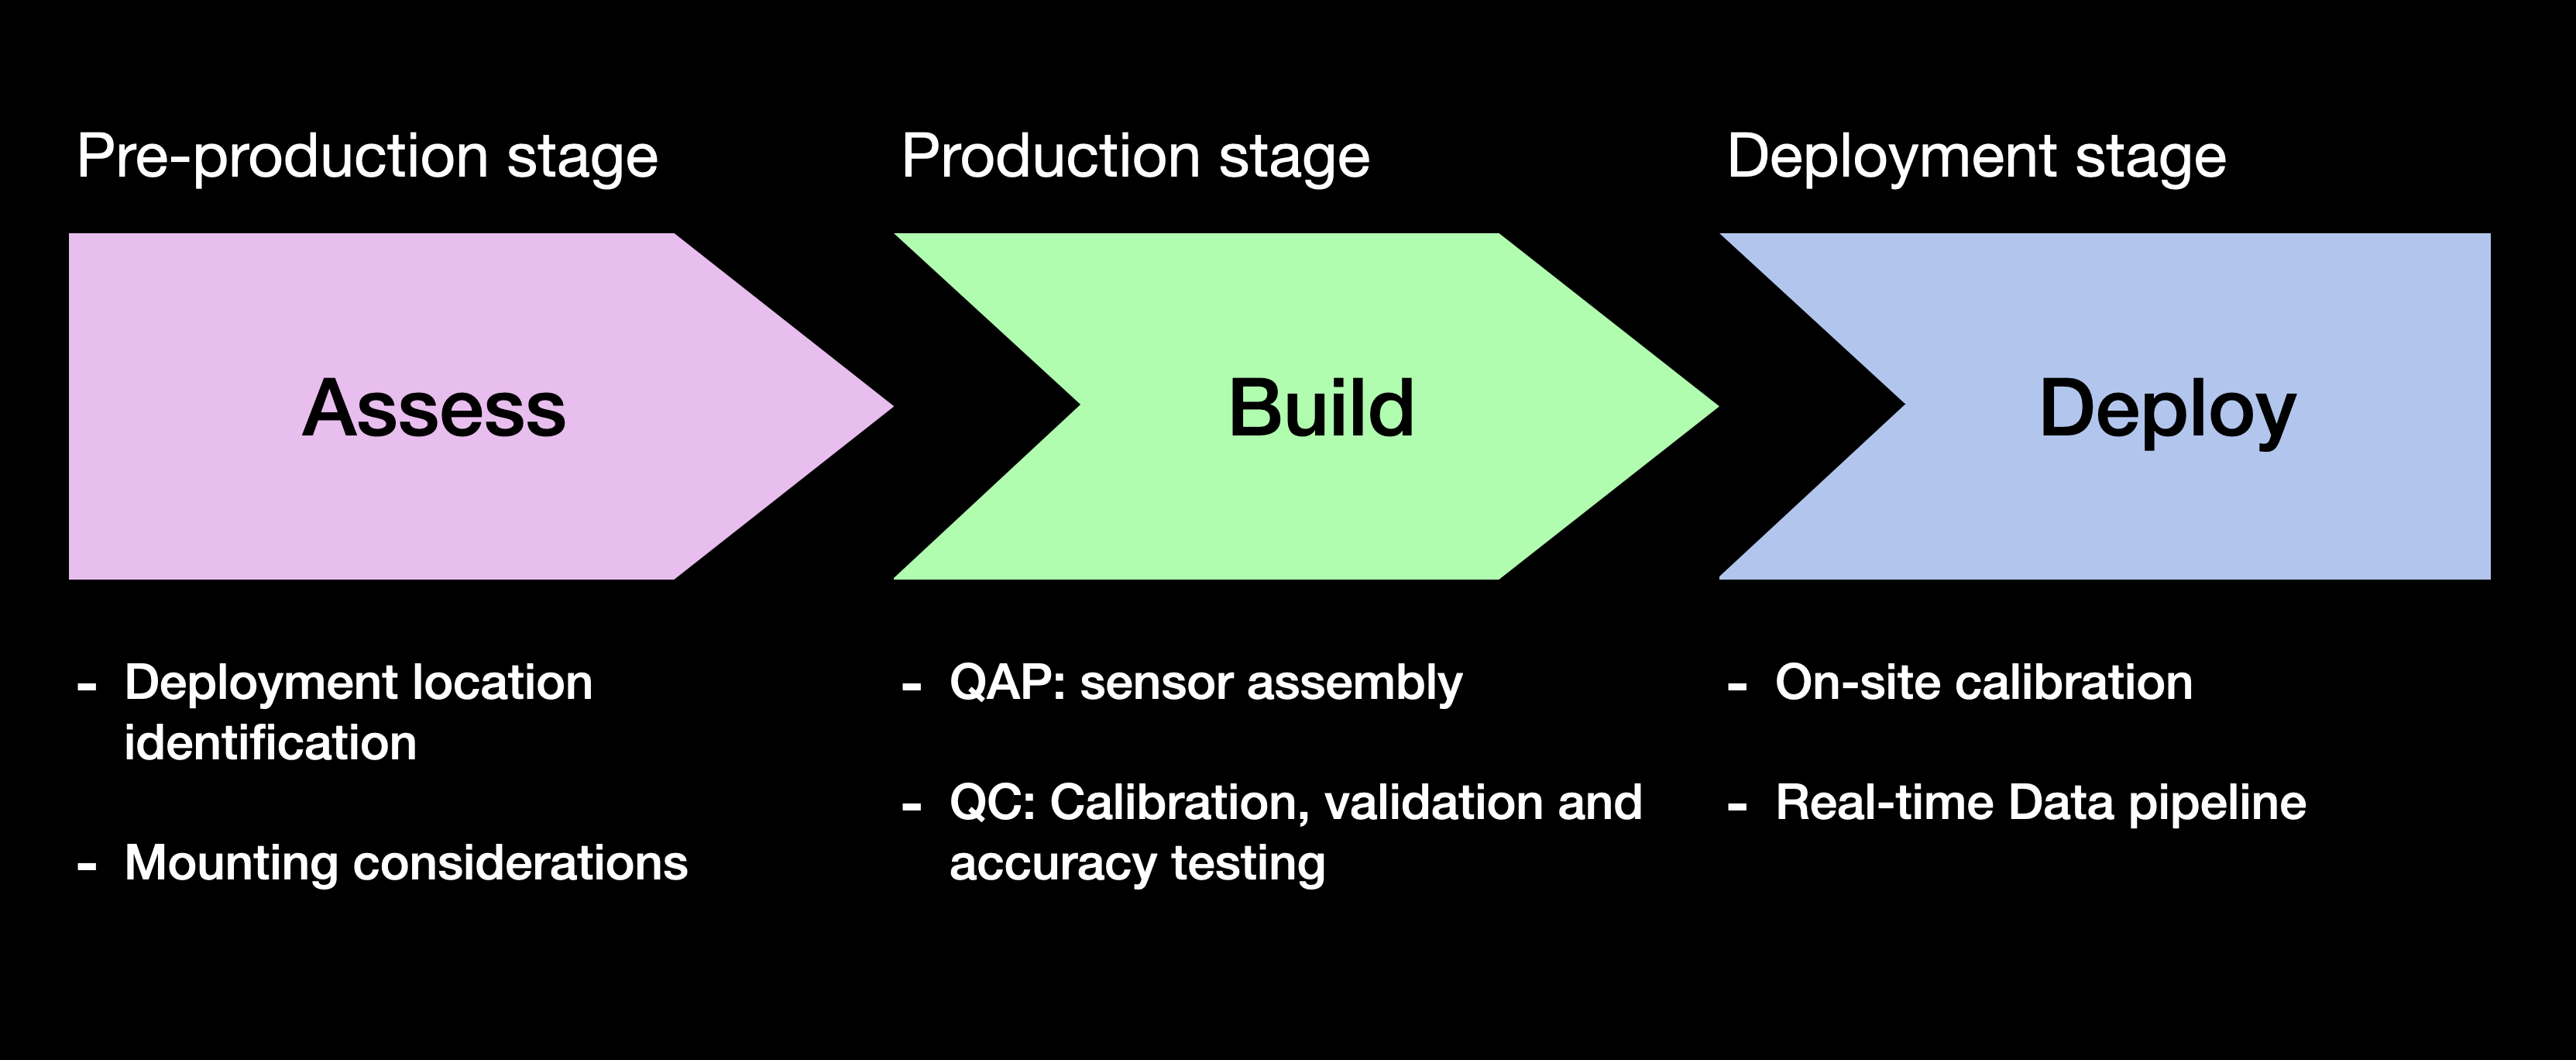 Pre-production stage
Production stage
Deployment stage
Assess
Build
Deploy
- Deployment location
identification
- Mounting considerations
- QAP: sensor assembly
- QC: Calibration, validation and
accuracy testing
- On-site calibration
- Real-time Data pipeline